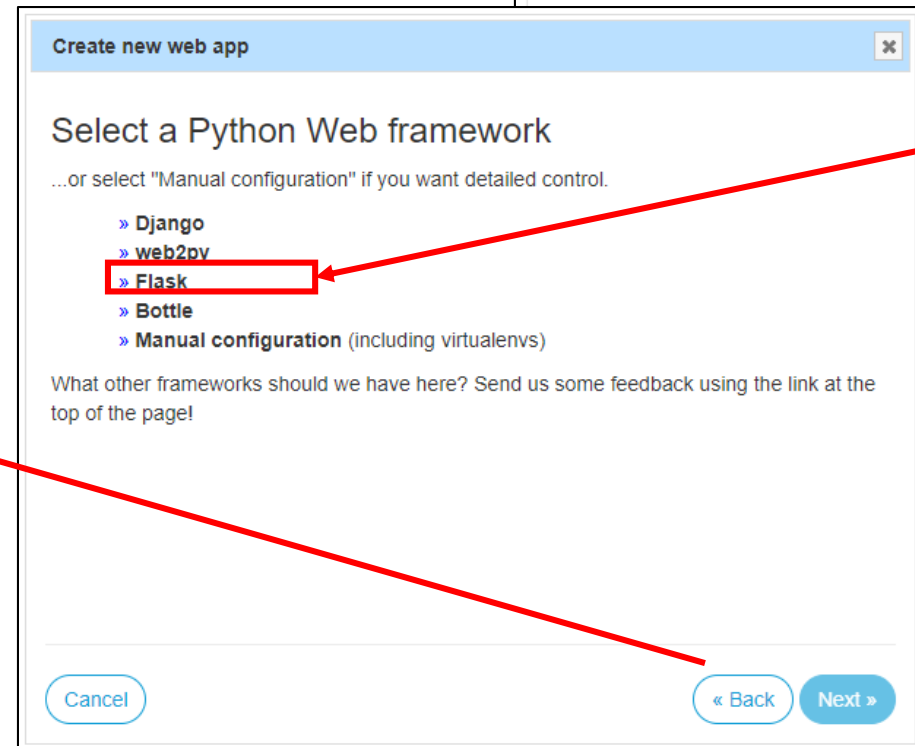 Create new web app
Select a Python Web framework
...or select "Manual configuration" if you want detailed control.
» Django
» web2py
» Flask
» Bottle
» Manual configuration (including virtualenvs)
What other frameworks should we have here? Send us some feedback using the link at the
top of the page!
Cancel
« Back
Next »